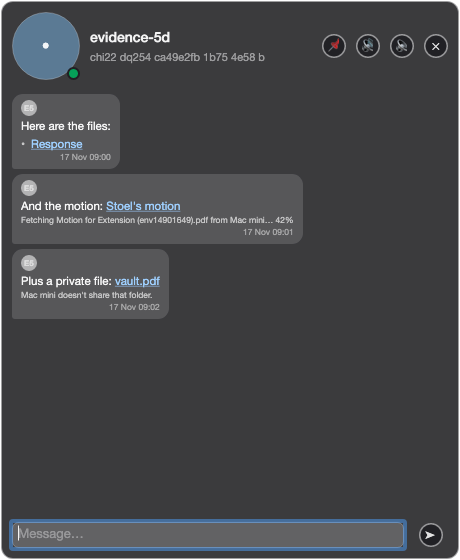 evidence-5d
chi22 dq254 ca49e2fb 1b75 4e58 b
E5
Here are the files:
• Response
17 Nov 09:00
E5
And the motion: Stoel's motion
Fetching Motion for Extension (env14901649).pdf from Mac mini… 42%
17 Nov 09:01
E5
Plus a private file: vault.pdf
Mac mini doesn't share that folder.
17 Nov 09:02
Message…